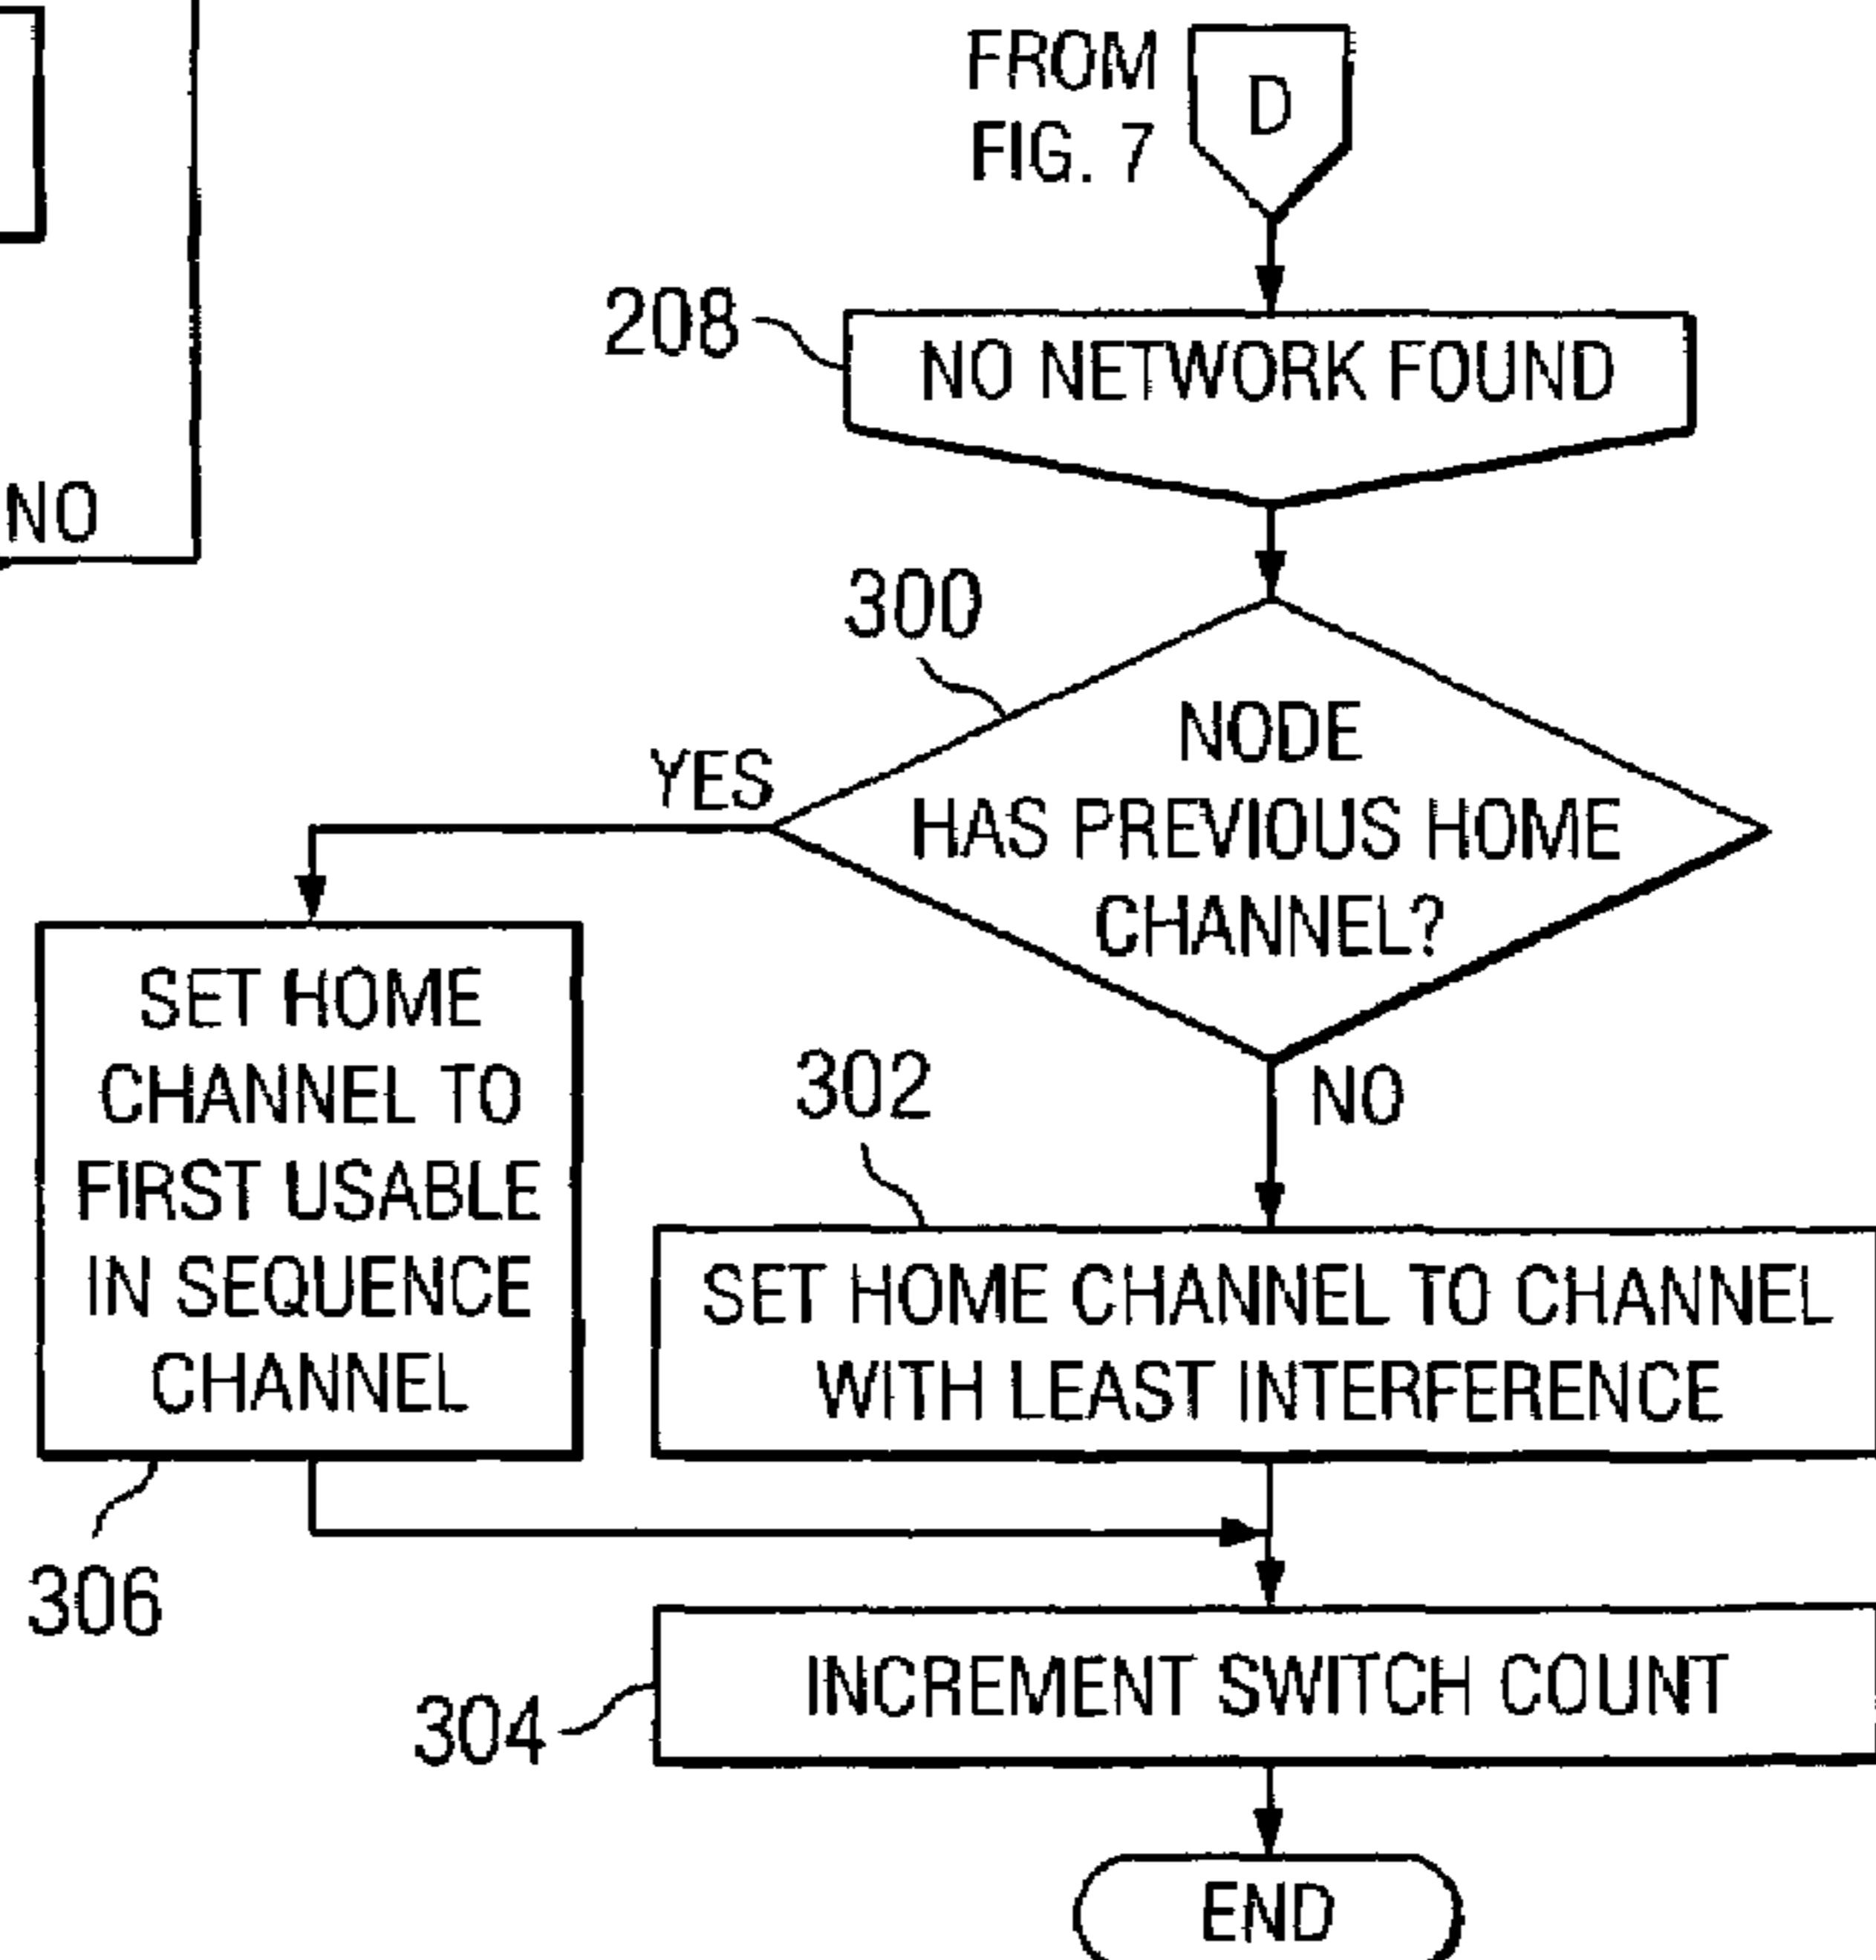 FROM
FIG. 7
D
208
NO NETWORK FOUND
NO
300
NODE
HAS PREVIOUS HOME
CHANNEL?
YES
NO
SET HOME
CHANNEL TO
FIRST USABLE
IN SEQUENCE
CHANNEL
302
SET HOME CHANNEL TO CHANNEL
WITH LEAST INTERFERENCE
306
304
INCREMENT SWITCH COUNT
END